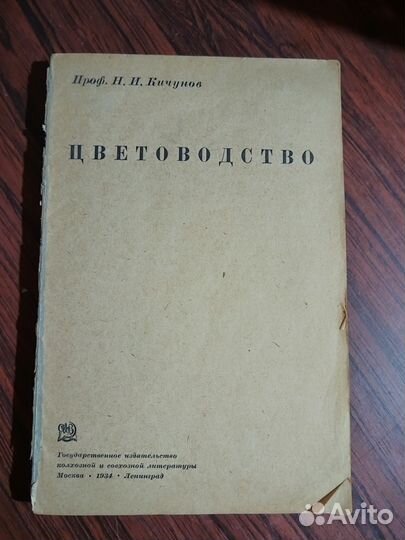 Проф. Н. И. Кичунов
ЦВЕТОВОДСТВО
Государственное издательство
колхозной и совхозной литературы
Москва • 1934 • Ленинград
Avito